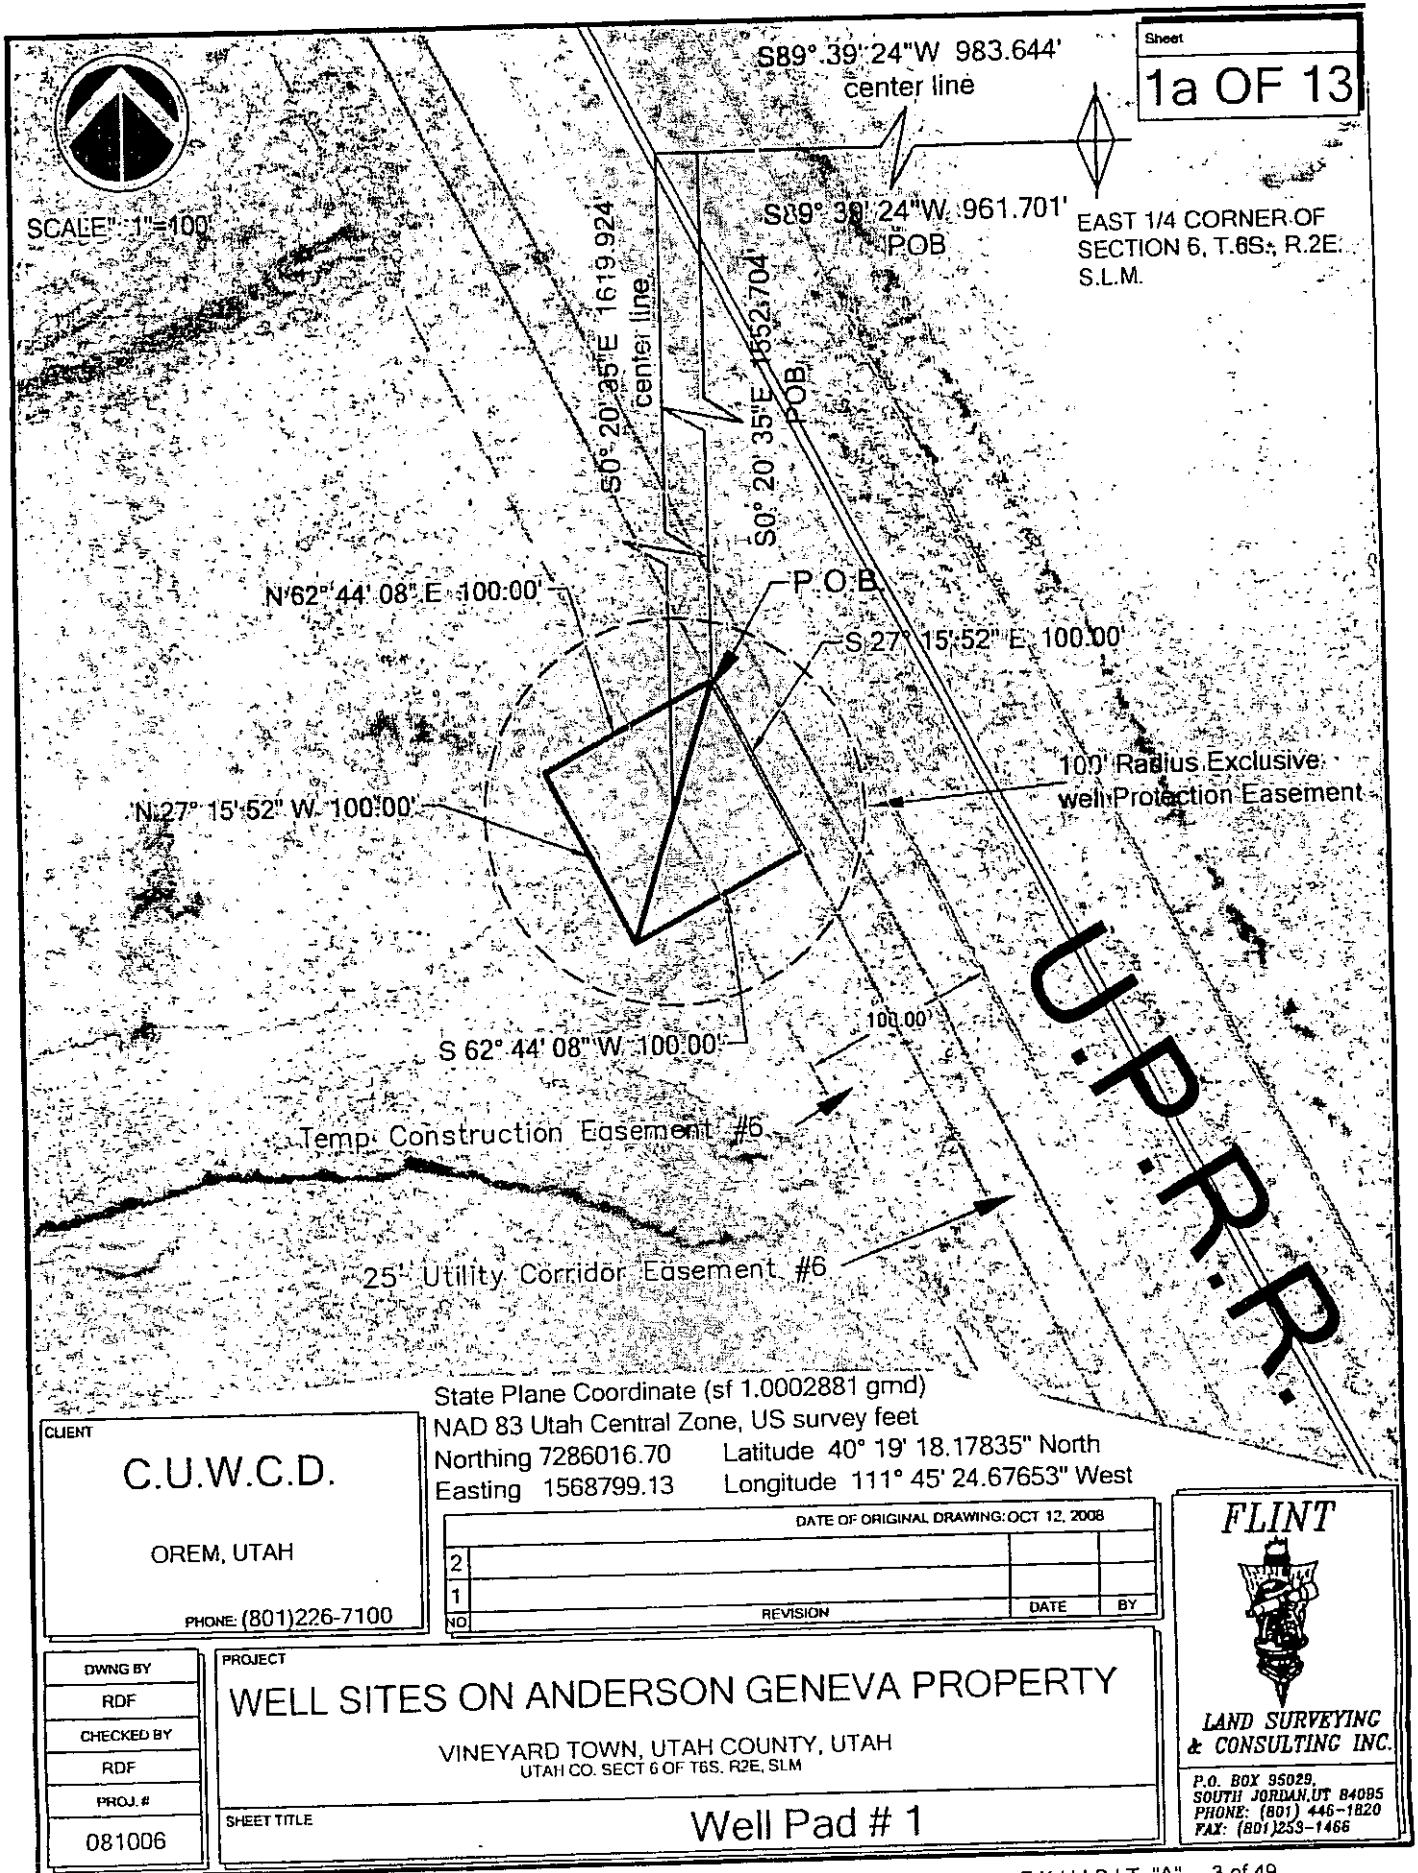 Sheet
1a OF 13
S89° 39' 24"W 983.644'
center line
SCALE" 1"=100'
S89° 39' 24"W 961.701'
POB
EAST 1/4 CORNER OF
SECTION 6, T.6S., R.2E.
S.L.M.
S0° 20' 35"E 1619.924'
center line
S0° 20' 35"E 1552.704'
POB
N 62° 44' 08" E 100.00'
P.O.B.
S 27° 15' 52" E 100.00'
100' Radius Exclusive
well Protection Easement
N 27° 15' 52" W 100.00'
U.P.R.R.
100.00'
S 62° 44' 08" W 100.00'
Temp. Construction Easement #6
25' Utility Corridor Easement #6
State Plane Coordinate (sf 1.0002881 grnd)
NAD 83 Utah Central Zone, US survey feet
Northing 7286016.70 Latitude 40° 19' 18.17835" North
Easting 1568799.13 Longitude 111° 45' 24.67653" West
CLIENT
C.U.W.C.D.
OREM, UTAH
PHONE: (801)226-7100
DATE OF ORIGINAL DRAWING: OCT 12, 2008
2
1
NO REVISION DATE BY
FLINT
LAND SURVEYING
& CONSULTING INC.
P.O. BOX 95029,
SOUTH JORDAN, UT 84095
PHONE: (801) 446-1820
FAX: (801)253-1466
DWNG BY
RDF
CHECKED BY
RDF
PROJ. #
081006
PROJECT
WELL SITES ON ANDERSON GENEVA PROPERTY
VINEYARD TOWN, UTAH COUNTY, UTAH
UTAH CO. SECT 6 OF T6S, R2E, SLM
SHEET TITLE
Well Pad # 1
EXHIBIT "A" 3 of 49